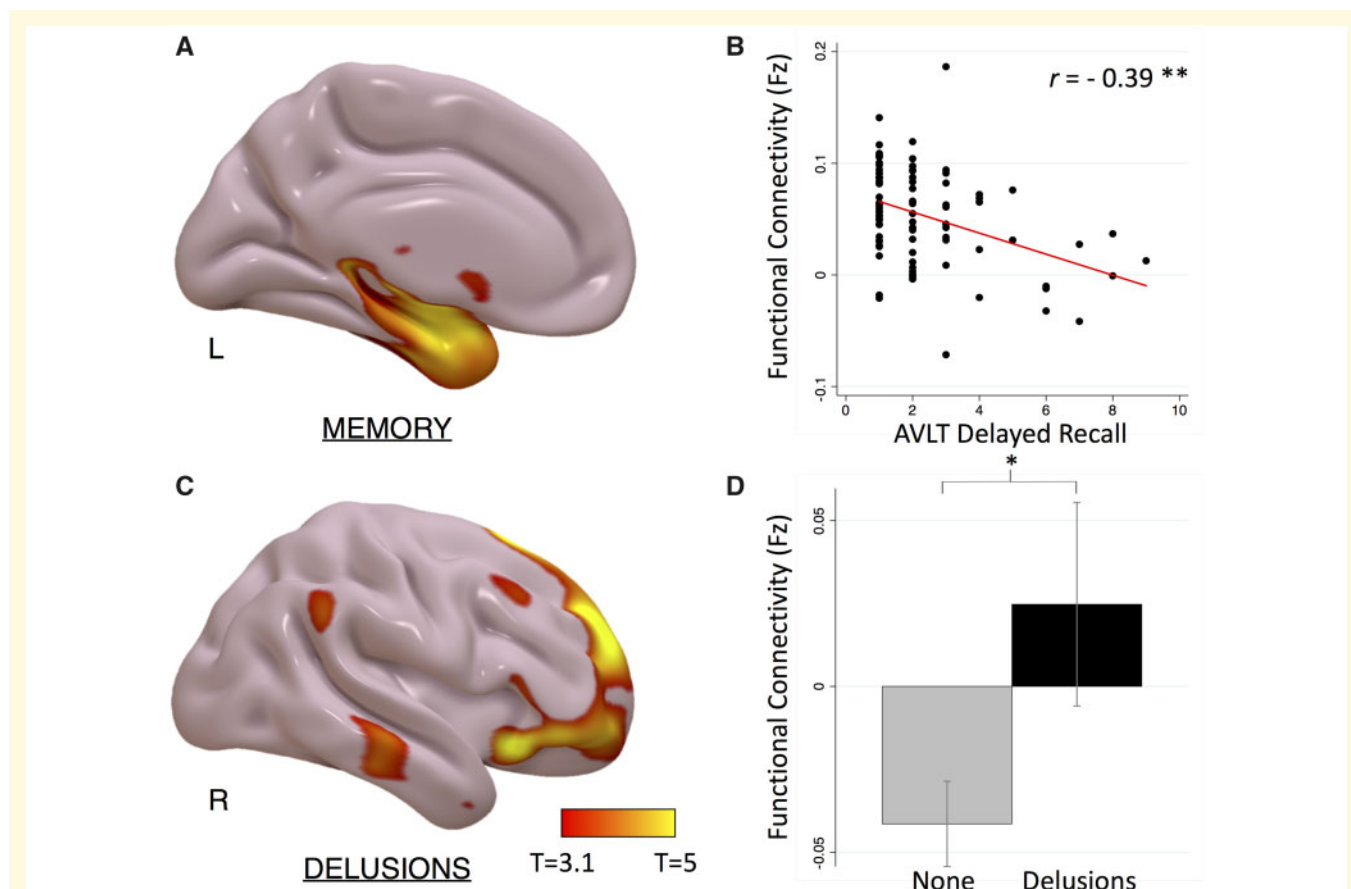 A
L
MEMORY
B
Functional Connectivity (Fz)
0.2
0.1
0
-0.1
r = - 0.39 **
0 2 4 6 8 10
AVLT Delayed Recall
C
R
DELUSIONS
T=3.1 T=5
D
*
Functional Connectivity (Fz)
0.05
0
-0.05
None Delusions